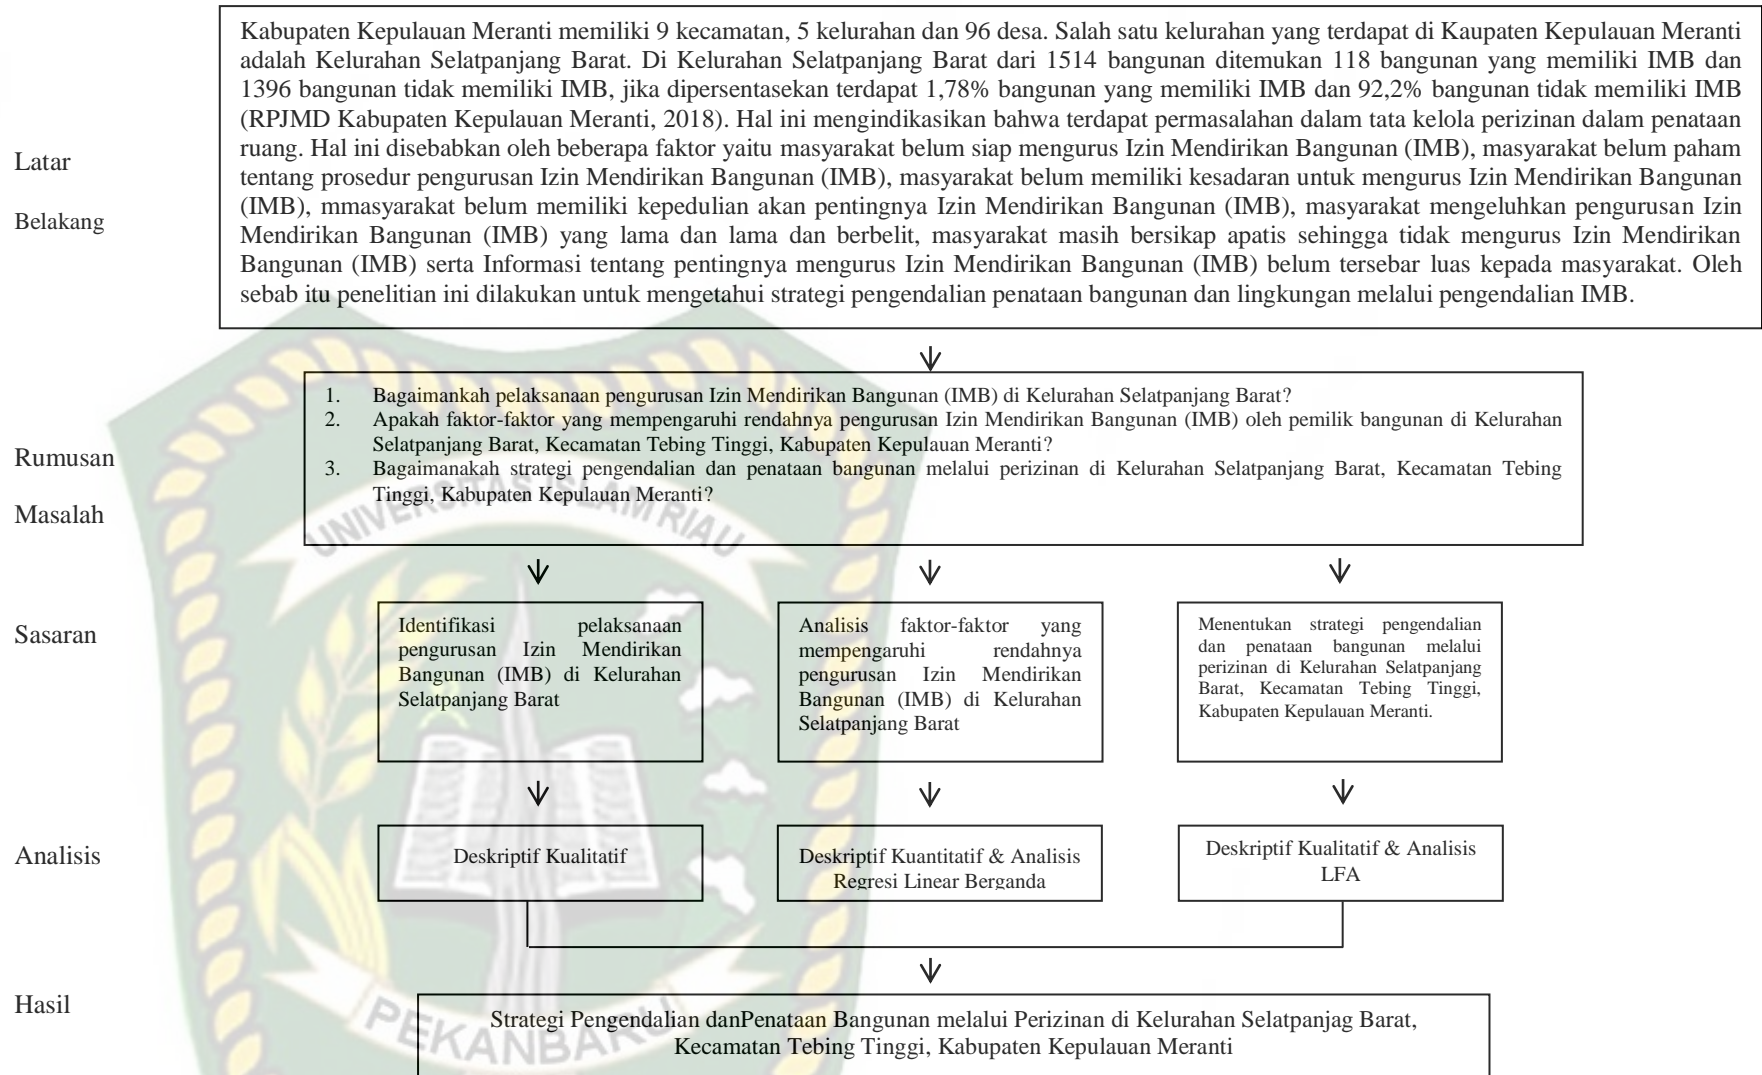 Kabupaten Kepulauan Meranti memiliki 9 kecamatan, 5 kelurahan dan 96 desa. Salah satu kelurahan yang terdapat di Kaupaten Kepulauan Meranti
adalah Kelurahan Selatpanjang Barat. Di Kelurahan Selatpanjang Barat dari 1514 bangunan ditemukan 118 bangunan yang memiliki IMB dan
1396 bangunan tidak memiliki IMB, jika dipersentasekan terdapat 1,78% bangunan yang memiliki IMB dan 92,2% bangunan tidak memiliki IMB
(RPJMD Kabupaten Kepulauan Meranti, 2018). Hal ini mengindikasikan bahwa terdapat permasalahan dalam tata kelola perizinan dalam penataan
ruang. Hal ini disebabkan oleh beberapa faktor yaitu masyarakat belum siap mengurus Izin Mendirikan Bangunan (IMB), masyarakat belum paham
tentang prosedur pengurusan Izin Mendirikan Bangunan (IMB), masyarakat belum memiliki kesadaran untuk mengurus Izin Mendirikan Bangunan
(IMB), mmasyarakat belum memiliki kepedulian akan pentingnya Izin Mendirikan Bangunan (IMB), masyarakat mengeluhkan pengurusan Izin
Mendirikan Bangunan (IMB) yang lama dan lama dan berbelit, masyarakat masih bersikap apatis sehingga tidak mengurus Izin Mendirikan
Bangunan (IMB) serta Informasi tentang pentingnya mengurus Izin Mendirikan Bangunan (IMB) belum tersebar luas kepada masyarakat. Oleh
sebab itu penelitian ini dilakukan untuk mengetahui strategi pengendalian penataan bangunan dan lingkungan melalui pengendalian IMB.
Latar
Belakang
1. Bagaimankah pelaksanaan pengurusan Izin Mendirikan Bangunan (IMB) di Kelurahan Selatpanjang Barat?
2. Apakah faktor-faktor yang mempengaruhi rendahnya pengurusan Izin Mendirikan Bangunan (IMB) oleh pemilik bangunan di Kelurahan
Selatpanjang Barat, Kecamatan Tebing Tinggi, Kabupaten Kepulauan Meranti?
3. Bagaimanakah strategi pengendalian dan penataan bangunan melalui perizinan di Kelurahan Selatpanjang Barat, Kecamatan Tebing
Tinggi, Kabupaten Kepulauan Meranti?
Rumusan
Masalah
UNIVERSITAS ISLAM RIAU
Sasaran
Identifikasi pelaksanaan
pengurusan Izin Mendirikan
Bangunan (IMB) di Kelurahan
Selatpanjang Barat
Analisis faktor-faktor yang
mempengaruhi rendahnya
pengurusan Izin Mendirikan
Bangunan (IMB) di Kelurahan
Selatpanjang Barat
Menentukan strategi pengendalian
dan penataan bangunan melalui
perizinan di Kelurahan Selatpanjang
Barat, Kecamatan Tebing Tinggi,
Kabupaten Kepulauan Meranti.
Analisis
Deskriptif Kualitatif
Deskriptif Kuantitatif & Analisis
Regresi Linear Berganda
Deskriptif Kualitatif & Analisis
LFA
Hasil
Strategi Pengendalian danPenataan Bangunan melalui Perizinan di Kelurahan Selatpanjag Barat,
Kecamatan Tebing Tinggi, Kabupaten Kepulauan Meranti
PEKANBARU